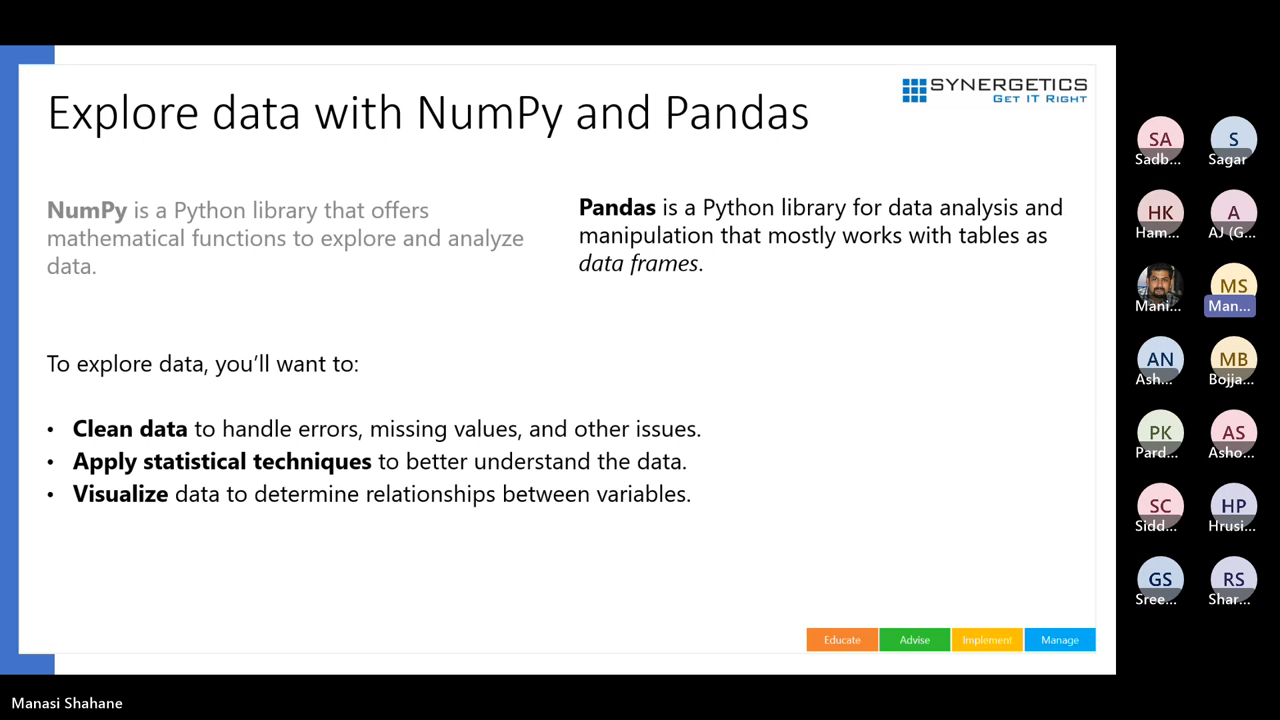 SYNERGETICS
GET IT RIGHT
Explore data with NumPy and Pandas
NumPy is a Python library that offers
mathematical functions to explore and analyze
data.
Pandas is a Python library for data analysis and
manipulation that mostly works with tables as
data frames.
To explore data, you’ll want to:
• Clean data to handle errors, missing values, and other issues.
• Apply statistical techniques to better understand the data.
• Visualize data to determine relationships between variables.
Educate Advise Implement Manage
SA S
Sadb... Sagar
HK A
Ham... AJ (G...
MS
Mani... Man...
AN MB
Ash... Bojja...
PK AS
Pard... Asho...
SC HP
Sidd... Hrusi...
GS RS
Sree... Shar...
Manasi Shahane